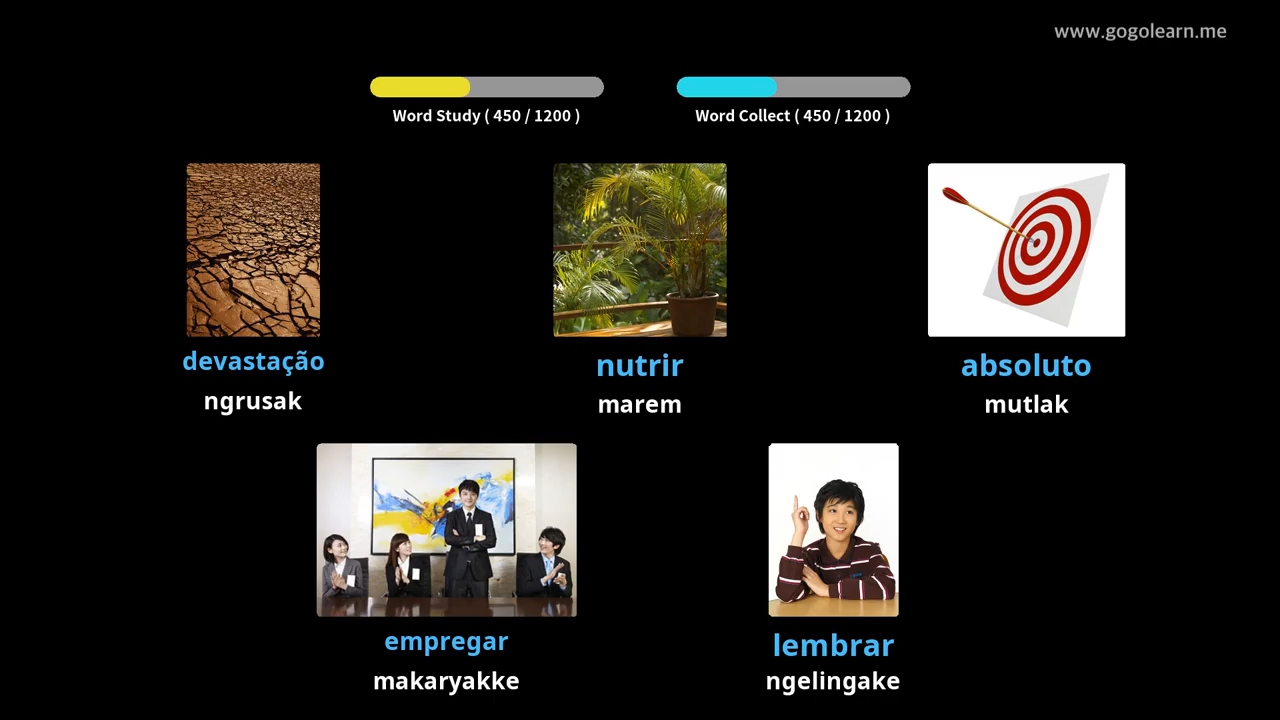 www.gogolearn.me
Word Study ( 450 / 1200 )
Word Collect ( 450 / 1200 )
devastação
ngrusak
nutrir
marem
absoluto
mutlak
empregar
makaryakke
lembrar
ngelingake